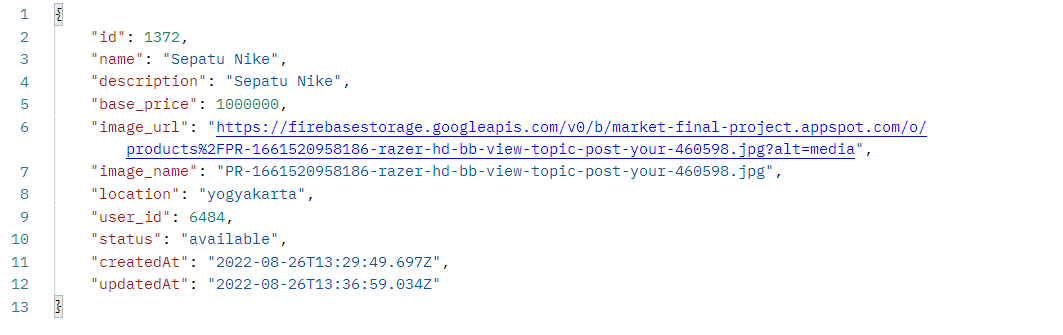 1 {
2 "id": 1372,
3 "name": "Sepatu Nike",
4 "description": "Sepatu Nike",
5 "base_price": 1000000,
6 "image_url": "https://firebasestorage.googleapis.com/v0/b/market-final-project.appspot.com/o/
products%2FPR-1661520958186-razer-hd-bb-view-topic-post-your-460598.jpg?alt=media",
7 "image_name": "PR-1661520958186-razer-hd-bb-view-topic-post-your-460598.jpg",
8 "location": "yogyakarta",
9 "user_id": 6484,
10 "status": "available",
11 "createdAt": "2022-08-26T13:29:49.697Z",
12 "updatedAt": "2022-08-26T13:36:59.034Z"
13 }